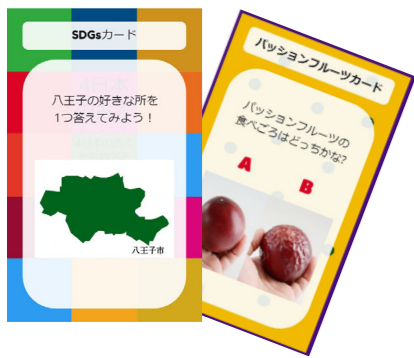 SDGsカード
八王子の好きな所を
1つ答えてみよう!
八王子市
パッションフルーツカード
パッションフルーツの
食べごろはどっちかな?
A
B